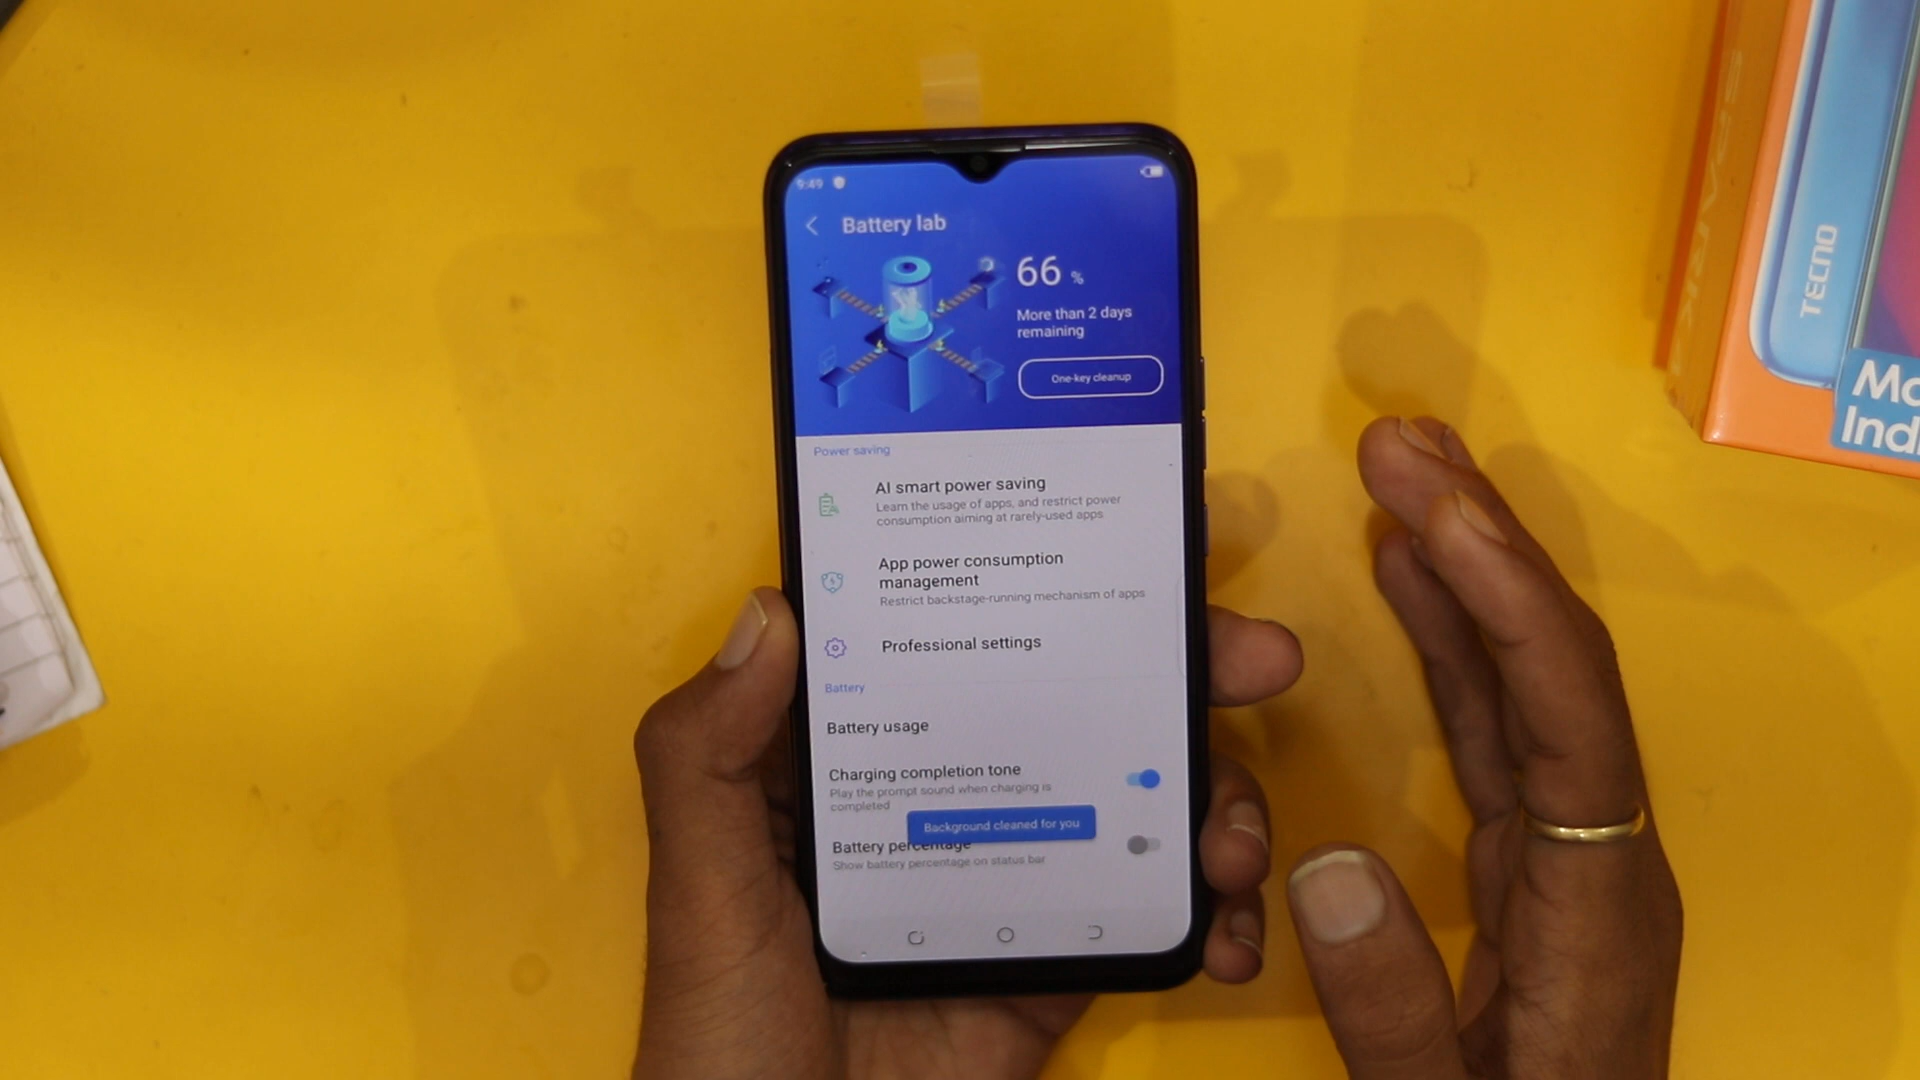 9:49
Battery lab
66 %
More than 2 days
remaining
One-key cleanup
Power saving
AI smart power saving
Learn the usage of apps, and restrict power
consumption aiming at rarely-used apps
App power consumption
management
Restrict backstage-running mechanism of apps
Professional settings
Battery
Battery usage
Charging completion tone
Play the prompt sound when charging is
completed
Background cleaned for you
Battery percentage
Show battery percentage on status bar
SPARK
TECNO